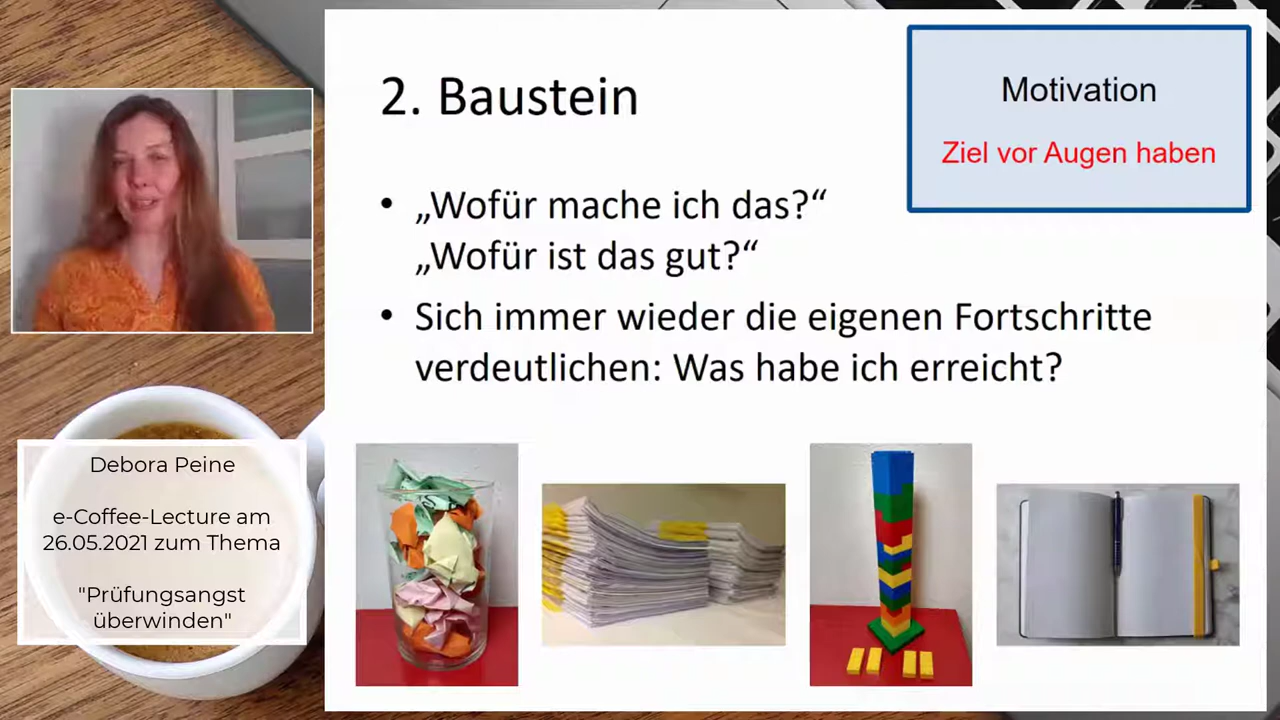 2. Baustein
Motivation
Ziel vor Augen haben
• „Wofür mache ich das?“
„Wofür ist das gut?“
• Sich immer wieder die eigenen Fortschritte
verdeutlichen: Was habe ich erreicht?
Debora Peine
e-Coffee-Lecture am
26.05.2021 zum Thema
"Prüfungsangst
überwinden"